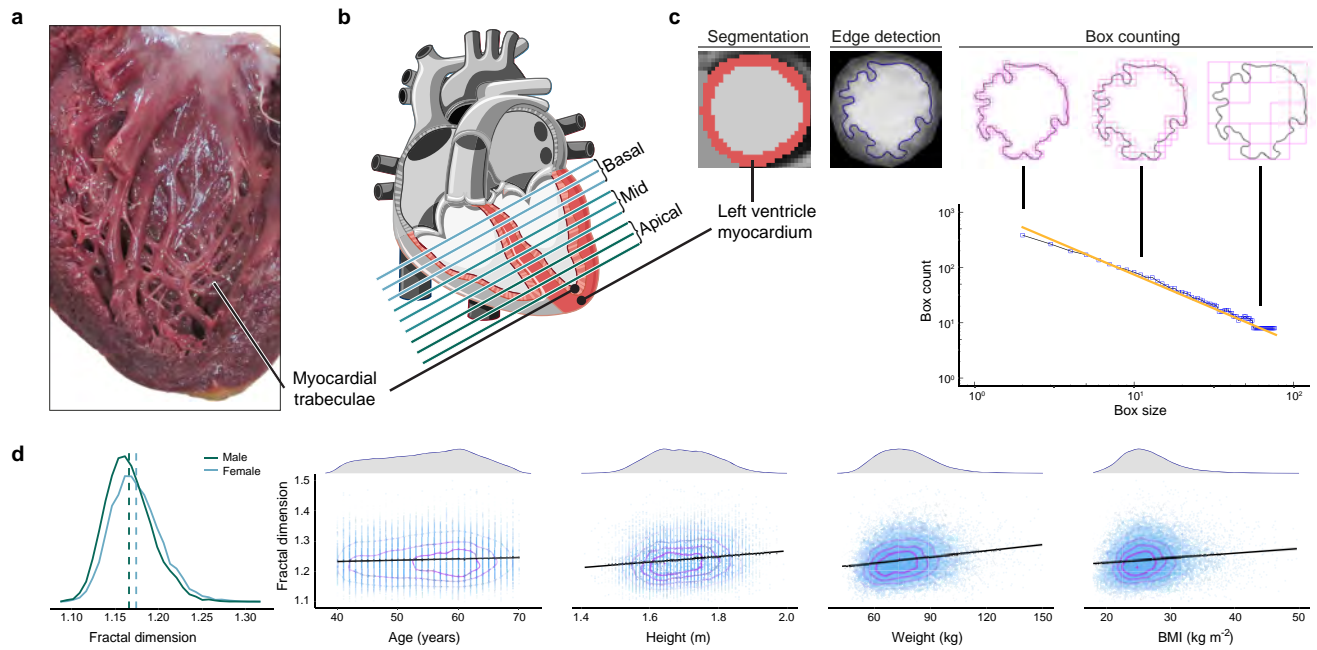 a
b
c
Segmentation
Edge detection
Box counting
Basal
Mid
Apical
Left ventricle
myocardium
Myocardial
trabeculae
Box count
10³
10²
10¹
10⁰
10⁰
10¹
10²
Box size
d
Male
Female
1.10
1.15
1.20
1.25
1.30
Fractal dimension
Fractal dimension
1.5
1.4
1.3
1.2
1.1
40
50
60
70
Age (years)
1.4
1.6
1.8
2.0
Height (m)
60
90
120
150
Weight (kg)
20
30
40
50
BMI (kg m⁻²)